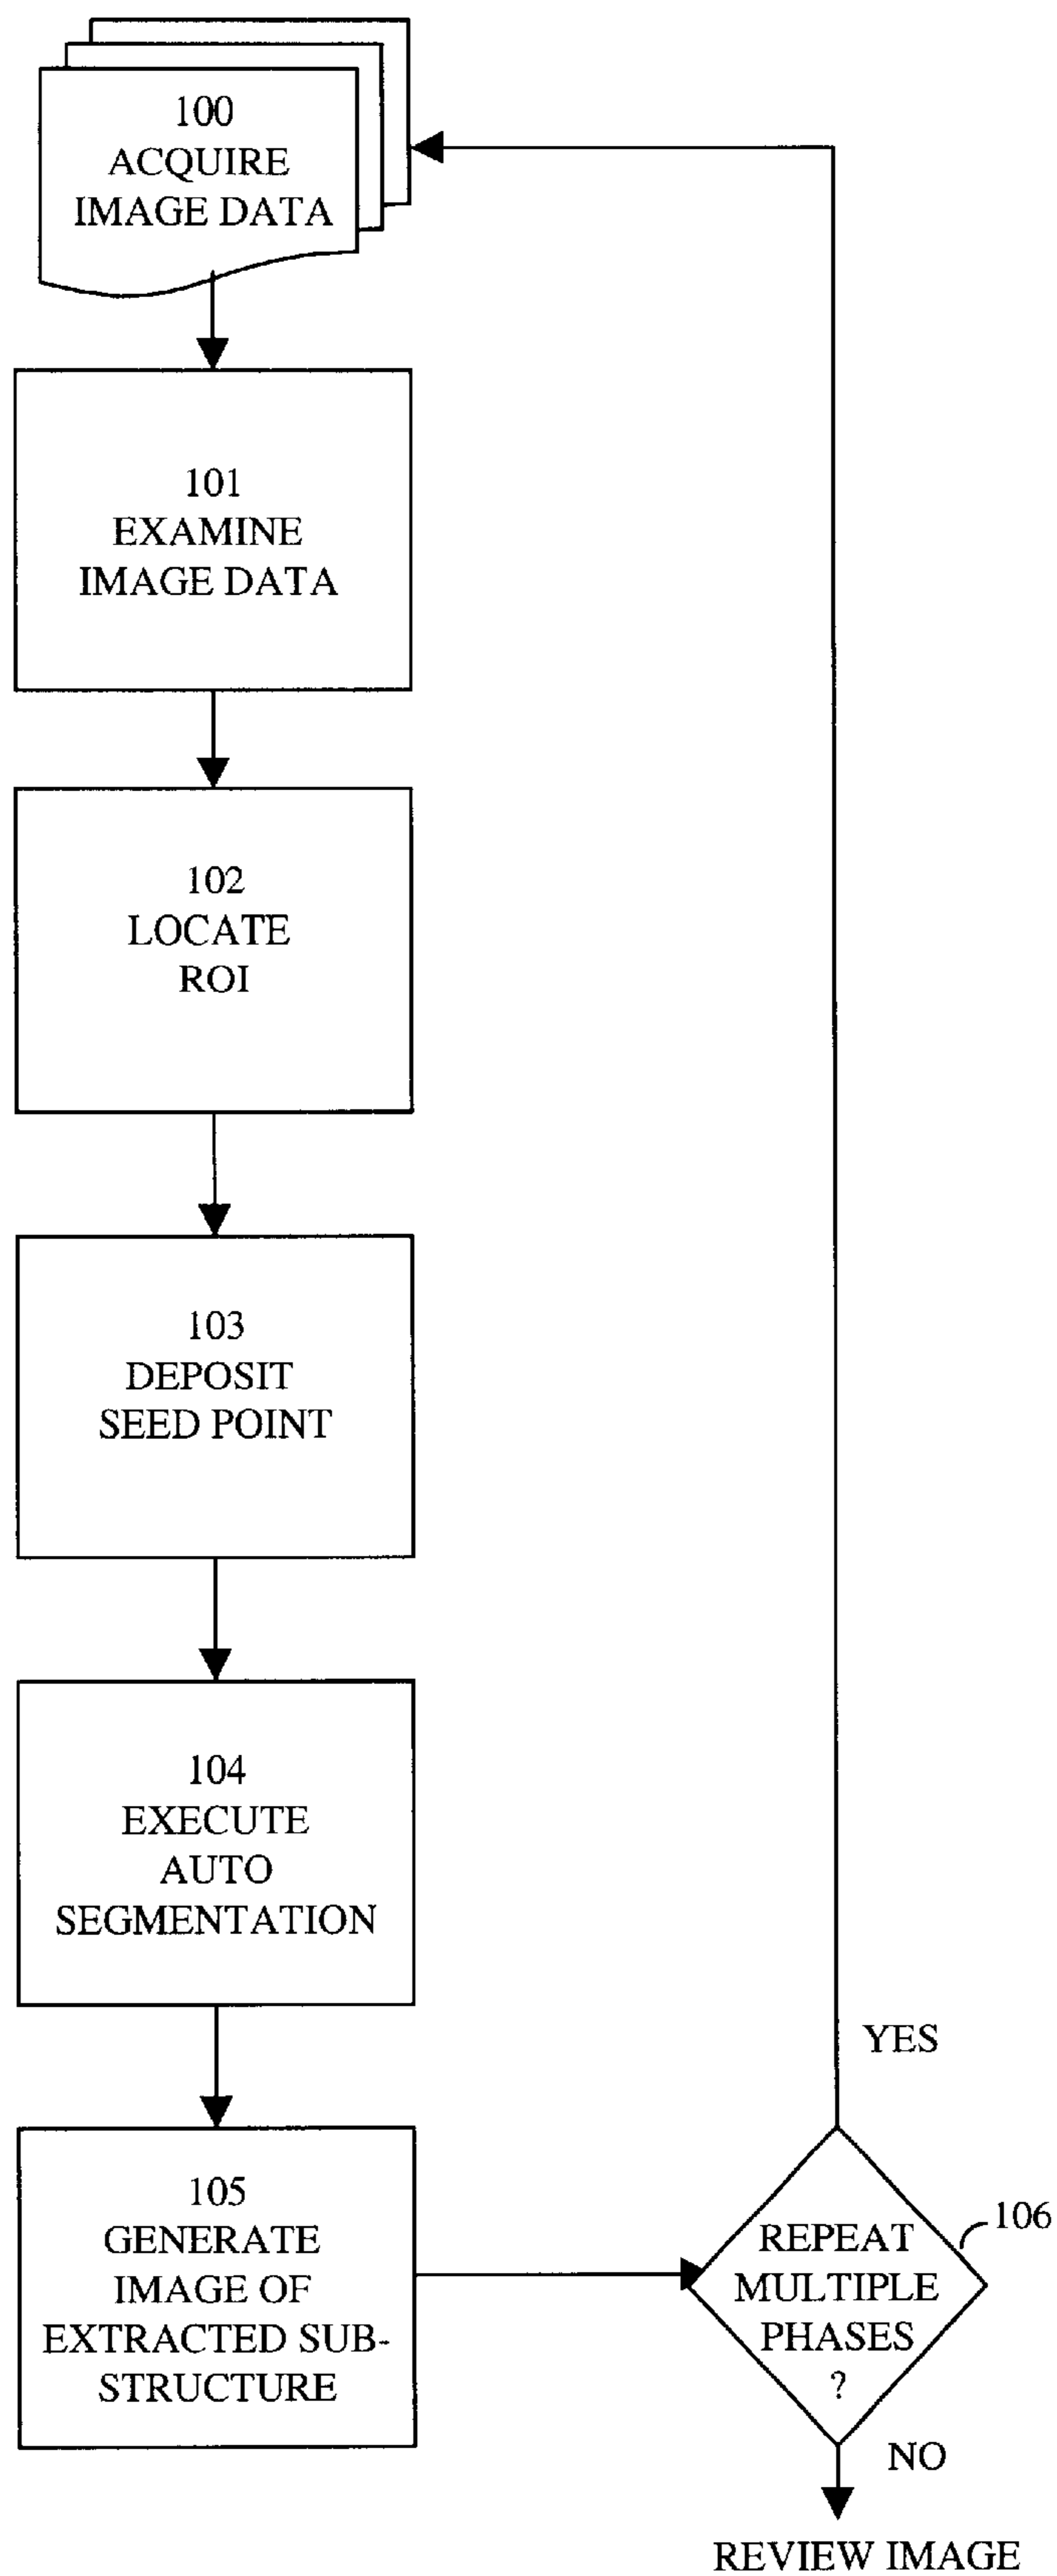 100
ACQUIRE
IMAGE DATA
101
EXAMINE
IMAGE DATA
102
LOCATE
ROI
103
DEPOSIT
SEED POINT
104
EXECUTE
AUTO
SEGMENTATION
105
GENERATE
IMAGE OF
EXTRACTED SUB-
STRUCTURE
YES
106
REPEAT
MULTIPLE
PHASES
?
NO
REVIEW IMAGE